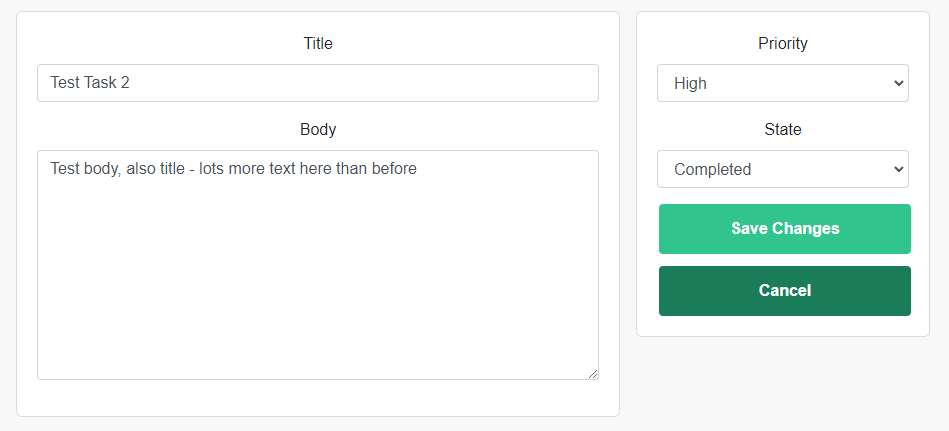 Title
Test Task 2
Body
Test body, also title - lots more text here than before
Priority
High
State
Completed
Save Changes
Cancel